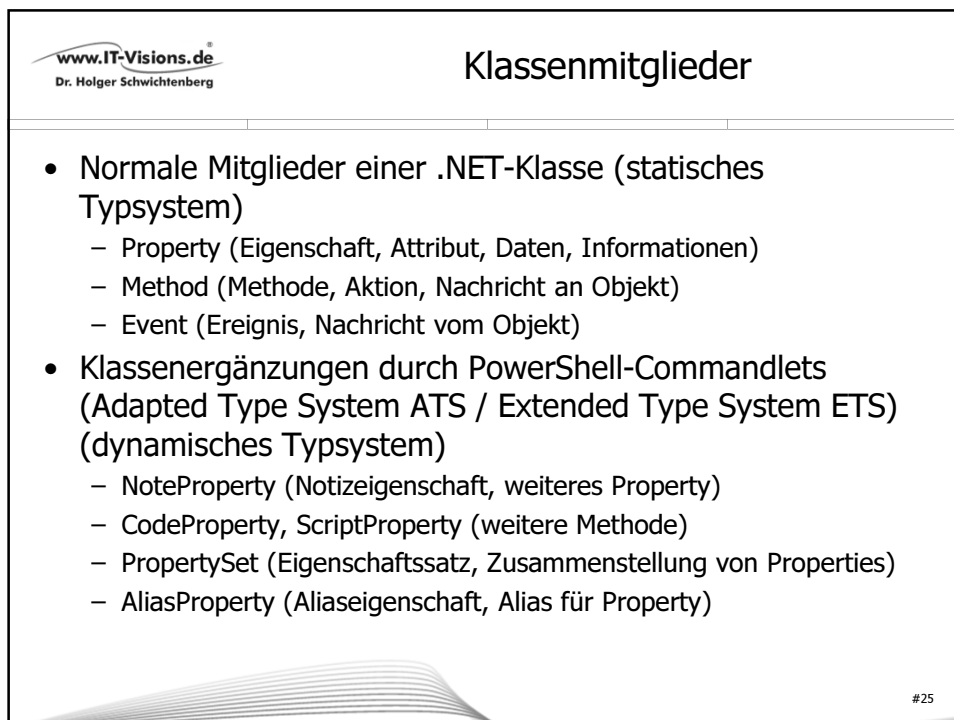 www.IT-Visions.de®
Dr. Holger Schwichtenberg
Klassenmitglieder
• Normale Mitglieder einer .NET-Klasse (statisches
Typsystem)
– Property (Eigenschaft, Attribut, Daten, Informationen)
– Method (Methode, Aktion, Nachricht an Objekt)
– Event (Ereignis, Nachricht vom Objekt)
• Klassenergänzungen durch PowerShell-Commandlets
(Adapted Type System ATS / Extended Type System ETS)
(dynamisches Typsystem)
– NoteProperty (Notizeigenschaft, weiteres Property)
– CodeProperty, ScriptProperty (weitere Methode)
– PropertySet (Eigenschaftssatz, Zusammenstellung von Properties)
– AliasProperty (Aliaseigenschaft, Alias für Property)
#25